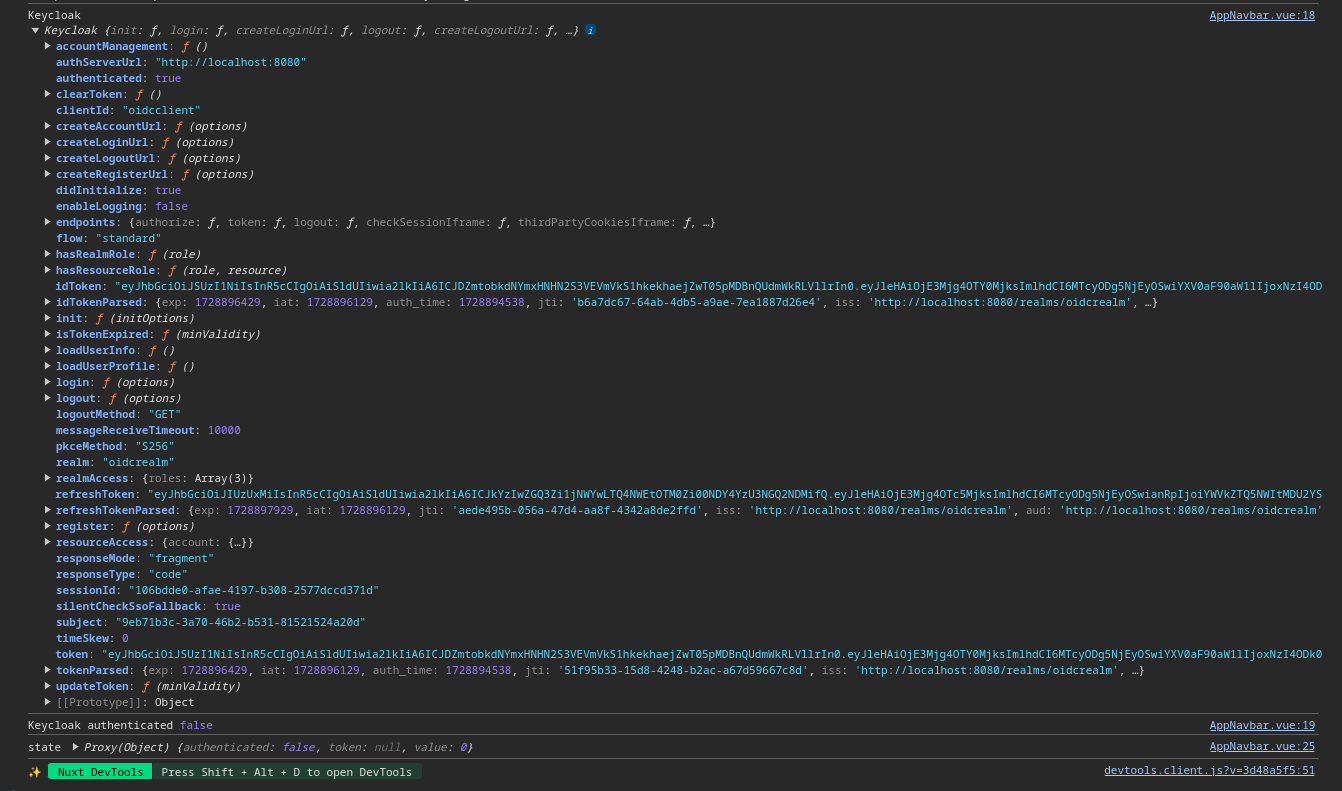 Keycloak AppNavbar.vue:18
▼ Keycloak {init: ƒ, login: ƒ, createLoginUrl: ƒ, logout: ƒ, createLogoutUrl: ƒ, …} i
▶ accountManagement: ƒ ()
authServerUrl: "http://localhost:8080"
authenticated: true
▶ clearToken: ƒ ()
clientId: "oidcclient"
▶ createAccountUrl: ƒ (options)
▶ createLoginUrl: ƒ (options)
▶ createLogoutUrl: ƒ (options)
▶ createRegisterUrl: ƒ (options)
didInitialize: true
enableLogging: false
▶ endpoints: {authorize: ƒ, token: ƒ, logout: ƒ, checkSessionIframe: ƒ, thirdPartyCookiesIframe: ƒ, …}
flow: "standard"
▶ hasRealmRole: ƒ (role)
▶ hasResourceRole: ƒ (role, resource)
idToken:
▶ idTokenParsed: {exp: 1728896429, iat: 1728896129, auth_time: 1728894538, jti: 'b6a7dc67-64ab-4db5-a9ae-7ea1887d26e4', iss: 'http://localhost:8080/realms/oidcrealm', …}
▶ init: ƒ (initOptions)
▶ isTokenExpired: ƒ (minValidity)
▶ loadUserInfo: ƒ ()
▶ loadUserProfile: ƒ ()
▶ login: ƒ (options)
▶ logout: ƒ (options)
logoutMethod: "GET"
messageReceiveTimeout: 10000
pkceMethod: "S256"
realm: "oidcrealm"
▶ realmAccess: {roles: Array(3)}
refreshToken:
▶ refreshTokenParsed: {exp: 1728897929, iat: 1728896129, jti: 'aede495b-056a-47d4-aa8f-4342a8de2ffd', iss: 'http://localhost:8080/realms/oidcrealm', aud: 'http://localhost:8080/realms/oidcrealm'
▶ register: ƒ (options)
▶ resourceAccess: {account: {…}}
responseMode: "fragment"
responseType: "code"
sessionId: "106bdde0-afae-4197-b308-2577dccd371d"
silentCheckSsoFallback: true
subject: "9eb71b3c-3a70-46b2-b531-81521524a20d"
timeSkew: 0
token:
▶ tokenParsed: {exp: 1728896429, iat: 1728896129, auth_time: 1728894538, jti: '51f95b33-15d8-4248-b2ac-a67d59667c8d', iss: 'http://localhost:8080/realms/oidcrealm', …}
▶ updateToken: ƒ (minValidity)
▶ [[Prototype]]: Object
Keycloak authenticated false AppNavbar.vue:19
state ▶ Proxy(Object) {authenticated: false, token: null, value: 0} AppNavbar.vue:25
✨ Nuxt DevTools Press Shift + Alt + D to open DevTools devtools.client.js?v=3d48a5f5:51